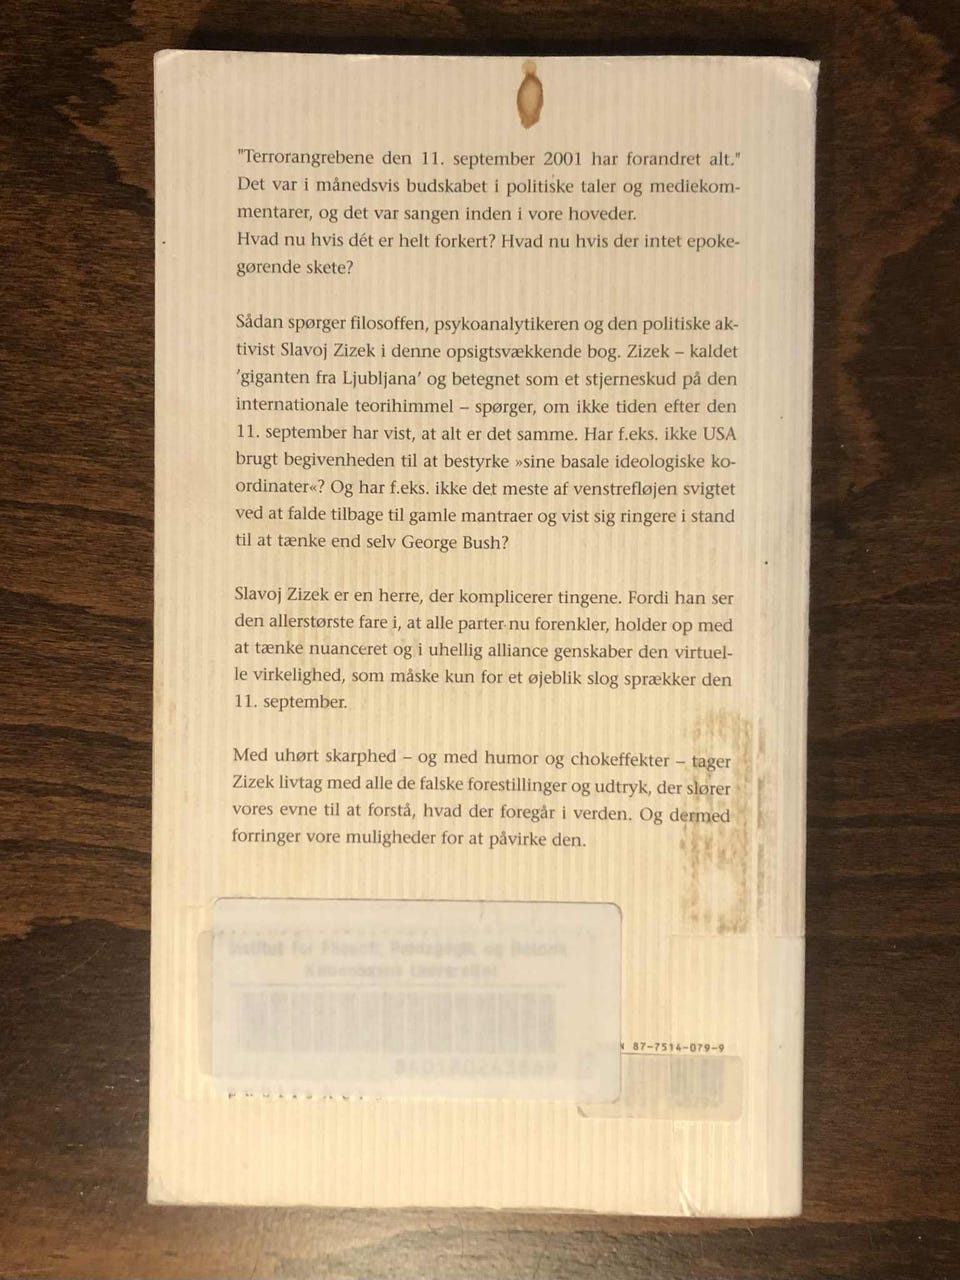 "Terrorangrebene den 11. september 2001 har forandret alt."
Det var i månedsvis budskabet i politiske taler og mediekom-
mentarer, og det var sangen inden i vore hoveder.
Hvad nu hvis dét er helt forkert? Hvad nu hvis der intet epoke-
gørende skete?
Sådan spørger filosoffen, psykoanalytikeren og den politiske ak-
tivist Slavoj Zizek i denne opsigtsvækkende bog. Zizek – kaldet
'giganten fra Ljubljana' og betegnet som et stjerneskud på den
internationale teorihimmel – spørger, om ikke tiden efter den
11. september har vist, at alt er det samme. Har f.eks. ikke USA
brugt begivenheden til at bestyrke »sine basale ideologiske ko-
ordinater«? Og har f.eks. ikke det meste af venstrefløjen svigtet
ved at falde tilbage til gamle mantraer og vist sig ringere i stand
til at tænke end selv George Bush?
Slavoj Zizek er en herre, der komplicerer tingene. Fordi han ser
den allerstørste fare i, at alle parter nu forenkler, holder op med
at tænke nuanceret og i uhellig alliance genskaber den virtuel-
le virkelighed, som måske kun for et øjeblik slog sprækker den
11. september.
Med uhørt skarphed – og med humor og chokeffekter – tager
Zizek livtag med alle de falske forestillinger og udtryk, der slører
vores evne til at forstå, hvad der foregår i verden. Og dermed
forringer vore muligheder for at påvirke den.
Institut for Filosofi, Pædagogik og Retorik
Københavns Universitet
87-7514-079-9